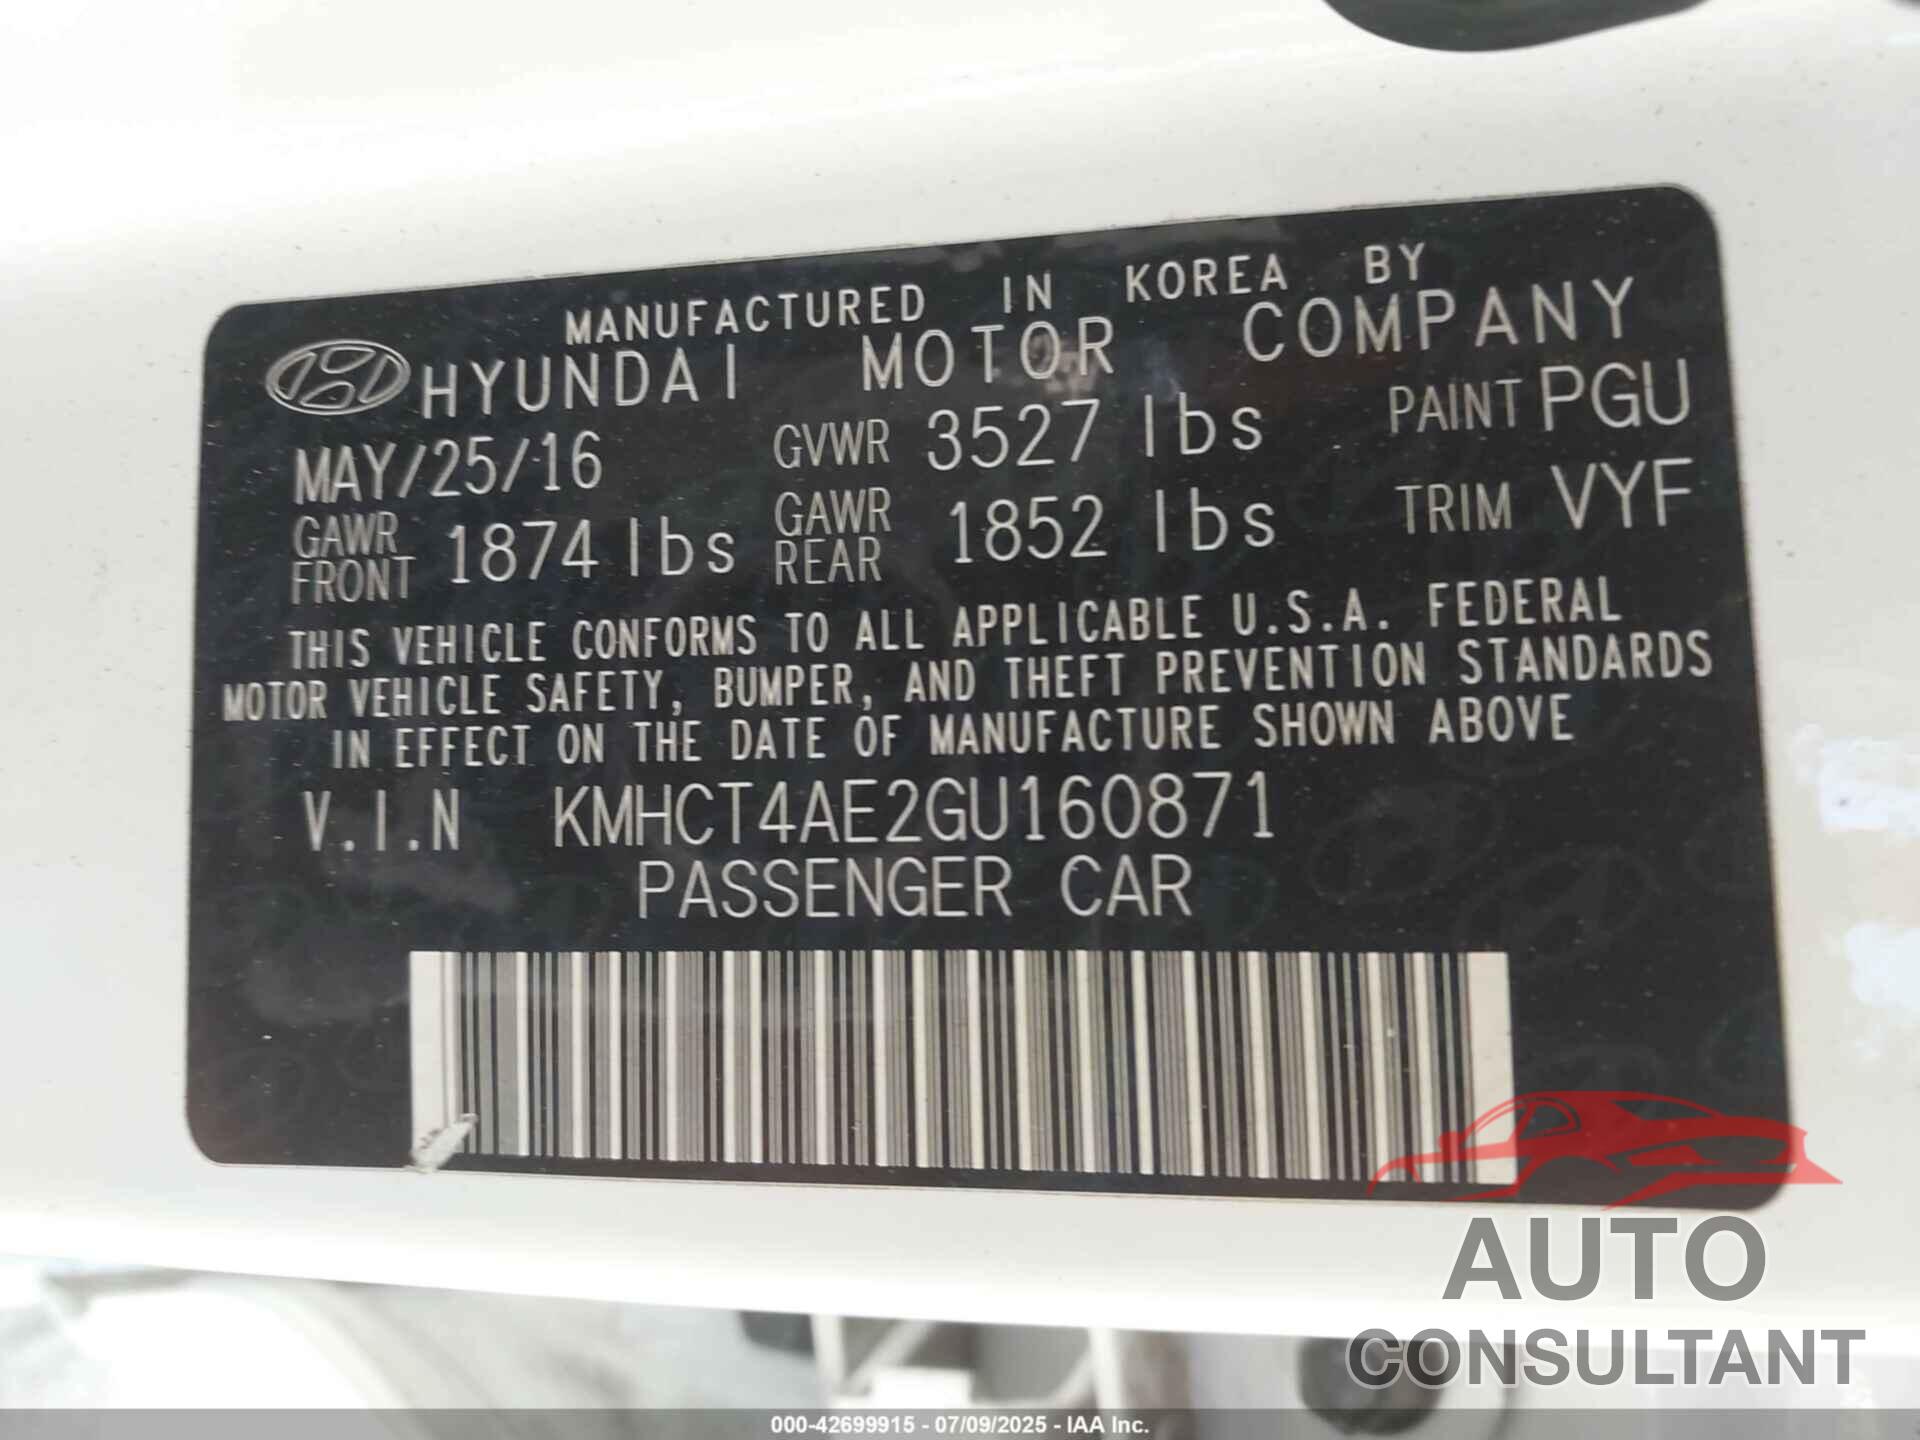 MANUFACTURED IN KOREA BY
HYUNDAI MOTOR COMPANY
MAY/25/16 GVWR 3527 lbs PAINT PGU
GAWR FRONT 1874 lbs GAWR REAR 1852 lbs TRIM VYF
THIS VEHICLE CONFORMS TO ALL APPLICABLE U.S.A. FEDERAL
MOTOR VEHICLE SAFETY, BUMPER, AND THEFT PREVENTION STANDARDS
IN EFFECT ON THE DATE OF MANUFACTURE SHOWN ABOVE
V.I.N KMHCT4AE2GU160871
PASSENGER CAR
AUTO
CONSULTANT
000-42699915 - 07/09/2025 - IAA Inc.